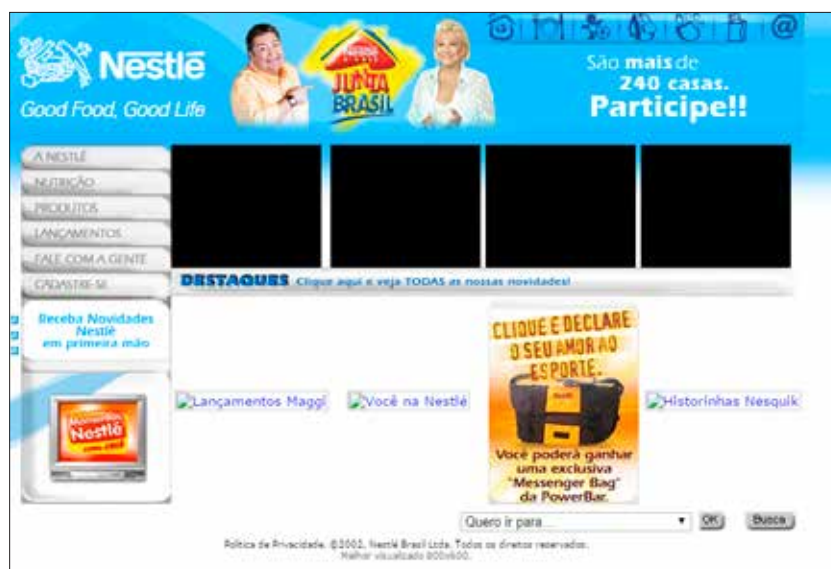 Nestlé
Good Food, Good Life
NESTLÉ
JUNTA
BRASIL
São mais de
240 casas.
Participe!!
@
A NESTLÉ
NUTRIÇÃO
PRODUTOS
LANÇAMENTOS
FALE COM A GENTE
CADASTRE-SE
DESTAQUES Clique aqui e veja TODAS as nossas novidades!
Receba Novidades
Nestlé
em primeira mão
Nestlé
Lançamentos Maggi
Você na Nestlé
CLIQUE E DECLARE
O SEU AMOR AO
ESPORTE.
Você poderá ganhar
uma exclusiva
"Messenger Bag"
da PowerBar.
Historinhas Nesquik
Quero ir para...
OK
Busca
Política de Privacidade. ©2002, Nestlé Brasil Ltda. Todos os direitos reservados.
Melhor visualizado 800x600.